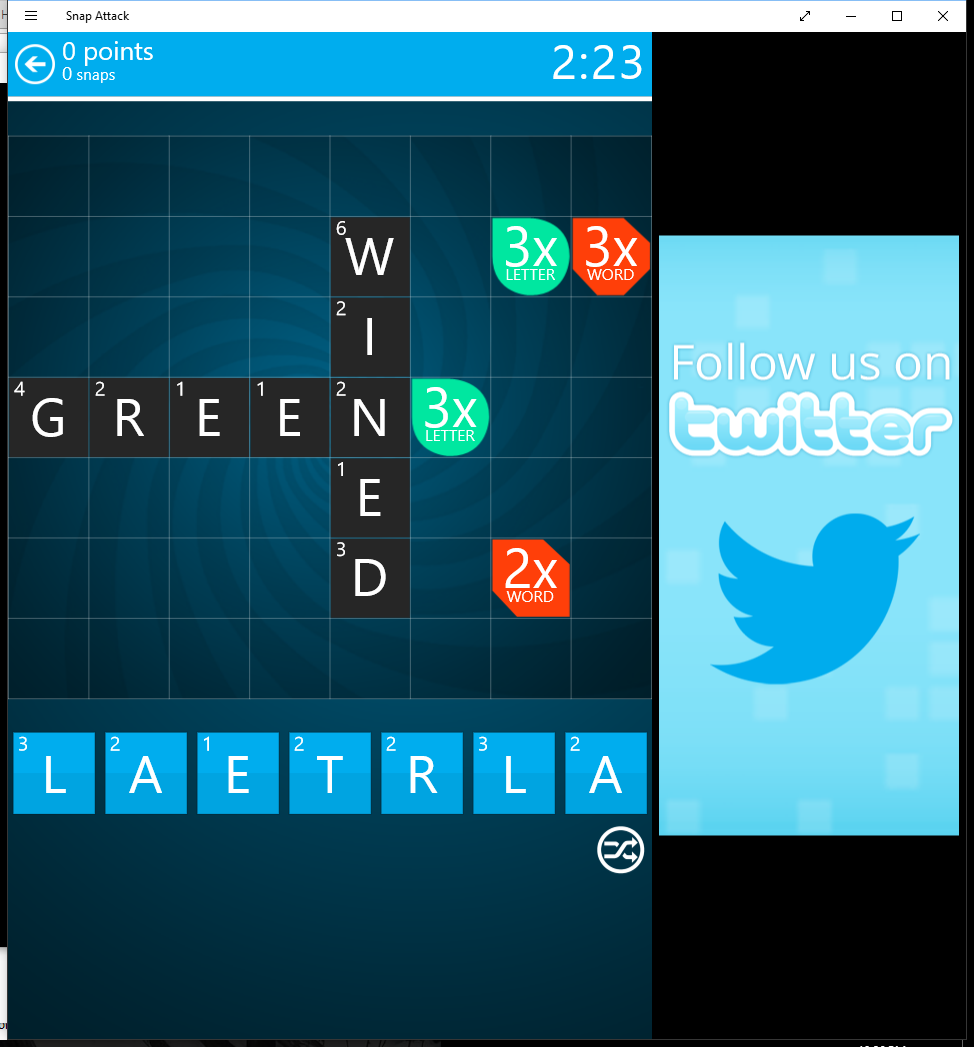 Snap Attack
0 points
0 snaps
2:23
6 W
3x LETTER
3x WORD
2 I
4 G 2 R 1 E 1 E 2 N
3x LETTER
1 E
3 D
2x WORD
3 L 2 A 1 E 2 T 2 R 3 L 2 A
Follow us on
twitter